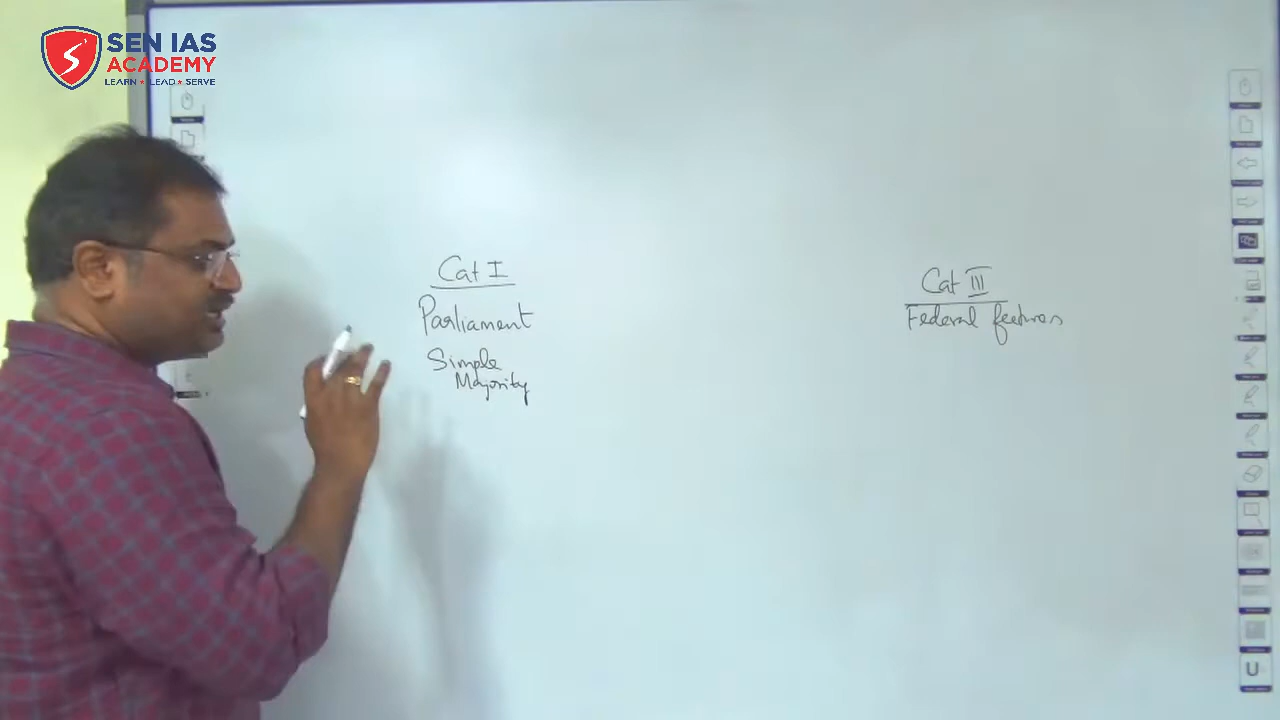 SEN IAS
ACADEMY
LEARN ★ LEAD ★ SERVE
Cat I
Parliament
Simple
Majority
Cat III
Federal features
U